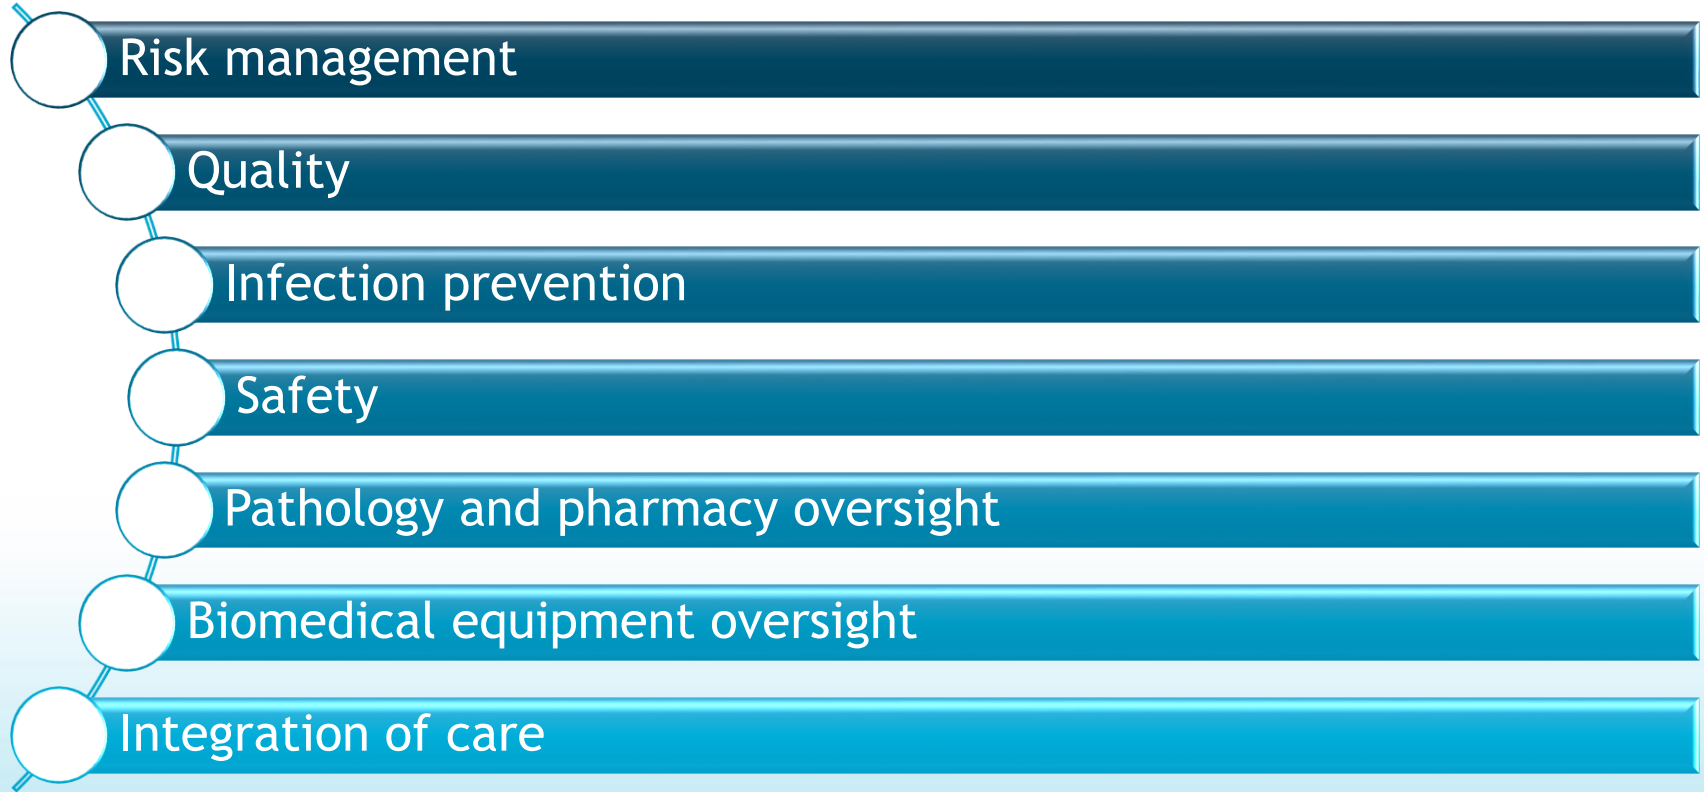 Risk management
Quality
Infection prevention
Safety
Pathology and pharmacy oversight
Biomedical equipment oversight
Integration of care